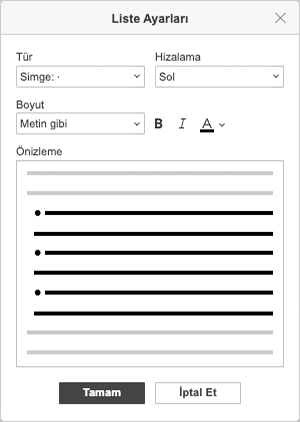 Liste Ayarları
Tür Hizalama
Simge: · Sol
Boyut
Metin gibi B I A
Önizleme
Tamam İptal Et